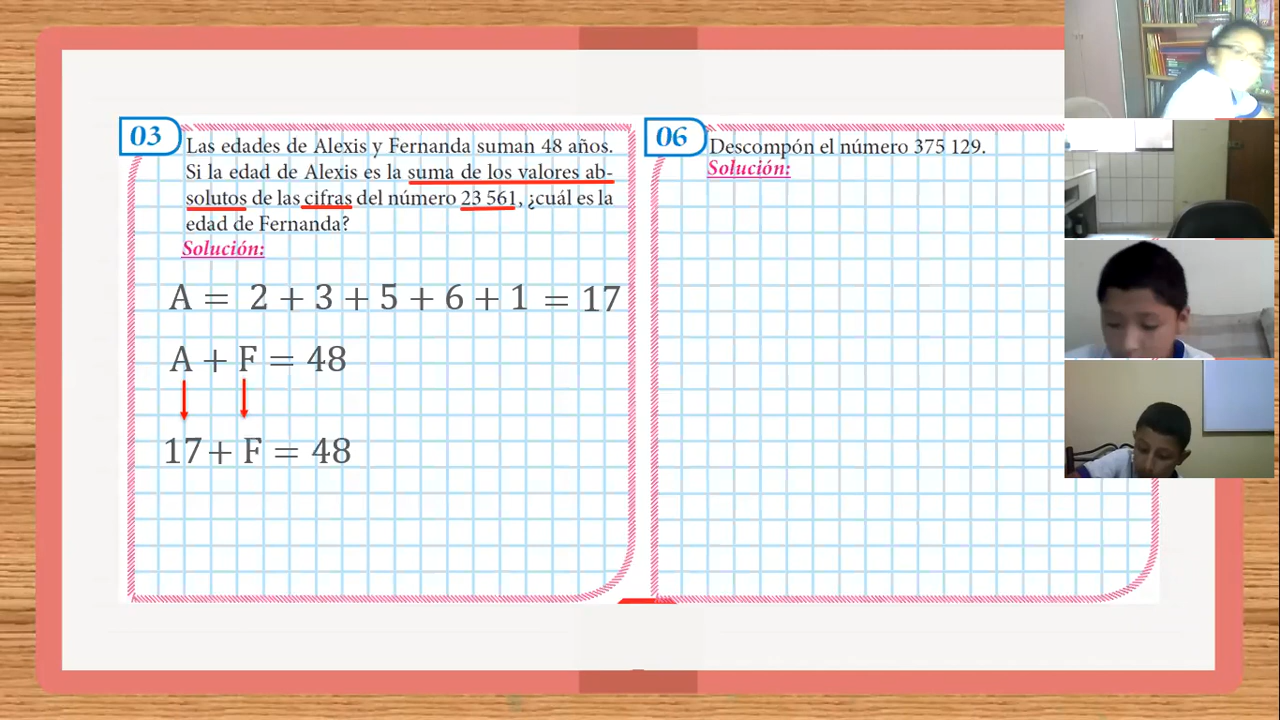 03
Las edades de Alexis y Fernanda suman 48 años.
Si la edad de Alexis es la suma de los valores ab-
solutos de las cifras del número 23 561, ¿cuál es la
edad de Fernanda?
Solución:
A = 2 + 3 + 5 + 6 + 1 = 17
A + F = 48
17 + F = 48
06
Descompón el número 375 129.
Solución: